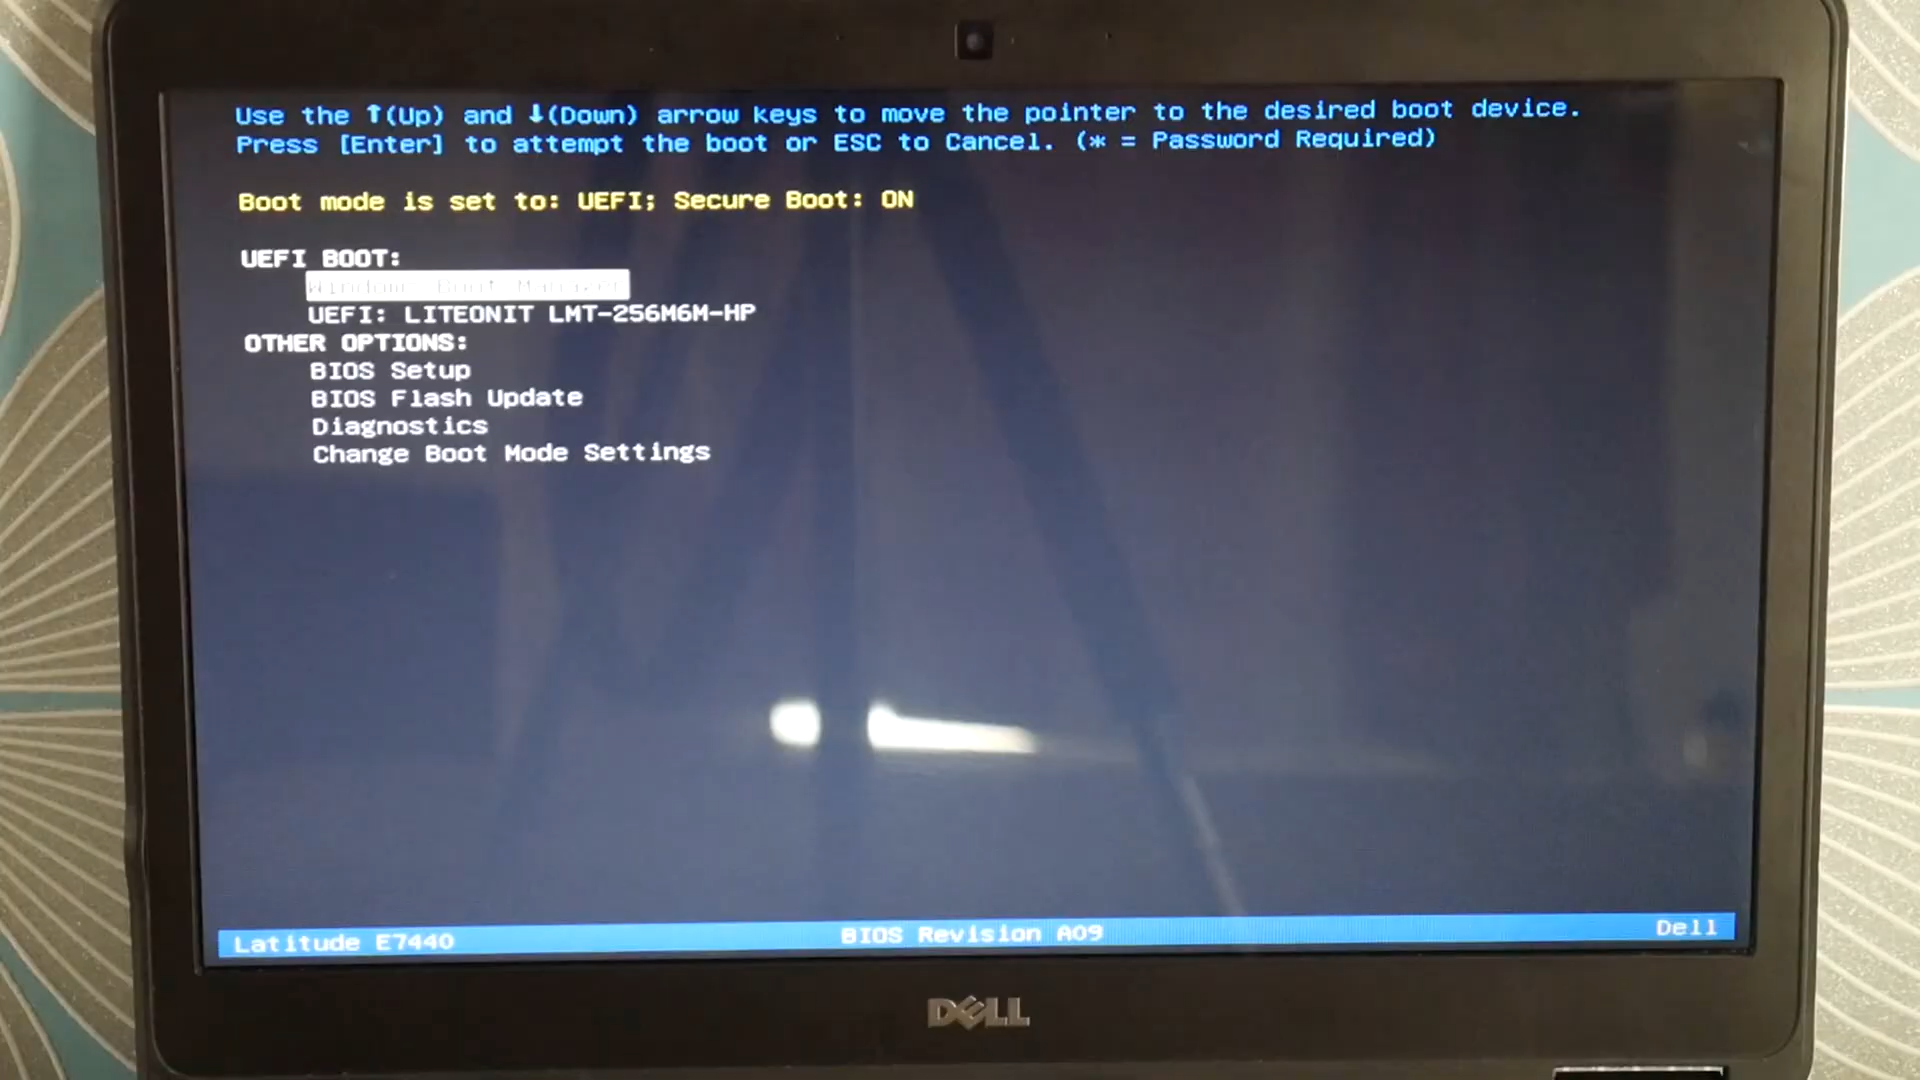 Use the ↑(Up) and ↓(Down) arrow keys to move the pointer to the desired boot device.
Press [Enter] to attempt the boot or ESC to Cancel. (* = Password Required)
Boot mode is set to: UEFI; Secure Boot: ON
UEFI BOOT:
Windows Boot Manager
UEFI: LITEONIT LMT-256M6M-HP
OTHER OPTIONS:
BIOS Setup
BIOS Flash Update
Diagnostics
Change Boot Mode Settings
Latitude E7440 BIOS Revision A09 Dell
DELL